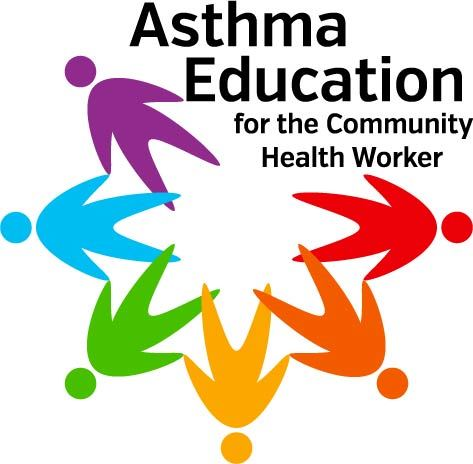 Asthma
Education
for the Community
Health Worker